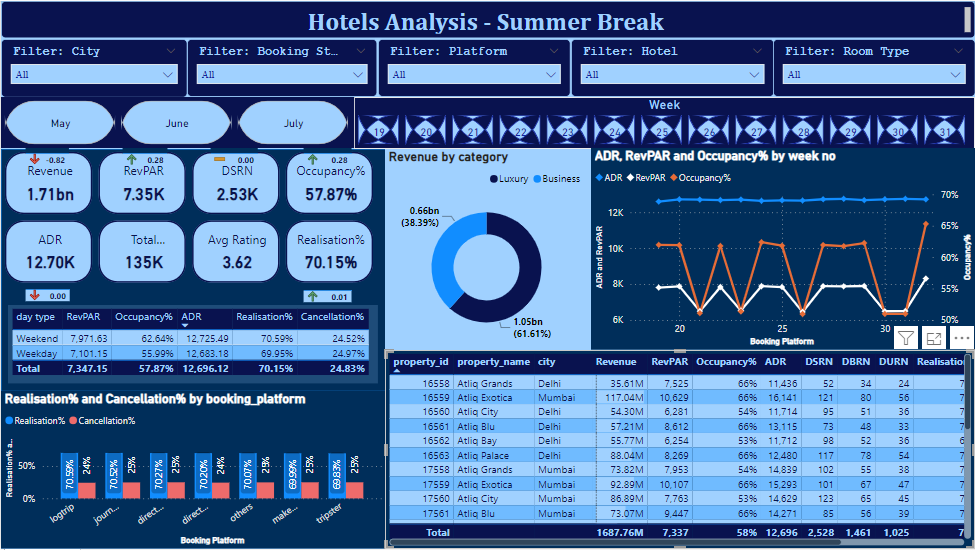 Hotels Analysis - Summer Break
Filter: City
Filter: Booking St...
Filter: Platform
Filter: Hotel
Filter: Room Type
All
All
All
All
All
May
June
July
Week
19
20
21
22
23
24
25
26
27
28
29
30
31
-0.82
Revenue
1.71bn
0.28
RevPAR
7.35K
0.00
DSRN
2.53K
0.28
Occupancy%
57.87%
ADR
12.70K
Total...
135K
Avg Rating
3.62
Realisation%
70.15%
0.00
0.01
day type RevPAR Occupancy% ADR Realisation% Cancellation%
Weekend 7,971.63 62.64% 12,725.49 70.59% 24.52%
Weekday 7,101.15 55.99% 12,683.18 69.95% 24.97%
Total 7,347.15 57.87% 12,696.12 70.15% 24.83%
Revenue by category
Luxury Business
0.66bn
(38.39%)
1.05bn
(61.61%)
ADR, RevPAR and Occupancy% by week no
ADR RevPAR Occupancy%
ADR and RevPAR
12K
10K
8K
6K
70%
65%
60%
55%
50%
Occupancy%
20 25 30
Booking Platform
Realisation% and Cancellation% by booking_platform
Realisation% Cancellation%
Realisation% a...
50%
0%
70.59% 24% 70.52% 25% 70.27% 25% 70.20% 24% 70.07% 25% 69.99% 25% 69.83% 25%
logtrip
journ...
direct...
direct...
others
make...
tripster
Booking Platform
property_id property_name city Revenue RevPAR Occupancy% ADR DSRN DBRN DURN Realisatio
16558 Atliq Grands Delhi 35.61M 7,525 66% 11,436 52 34 24 7
16559 Atliq Exotica Mumbai 117.04M 10,629 66% 16,141 121 80 56 7
16560 Atliq City Delhi 54.30M 6,281 54% 11,714 95 51 36 7
16561 Atliq Blu Delhi 57.21M 8,612 66% 13,115 73 48 33 7
16562 Atliq Bay Delhi 55.77M 6,254 53% 11,712 98 52 36 6
16563 Atliq Palace Delhi 88.04M 8,269 66% 12,480 117 78 54 7
17558 Atliq Grands Mumbai 73.82M 7,953 54% 14,839 102 55 38 7
17559 Atliq Exotica Mumbai 92.89M 10,107 66% 15,293 101 67 47 7
17560 Atliq City Mumbai 86.89M 7,763 53% 14,629 123 65 45 7
17561 Atliq Blu Mumbai 73.07M 9,447 66% 14,271 85 56 39 7
Total 1687.76M 7,337 58% 12,696 2,528 1,461 1,025 7